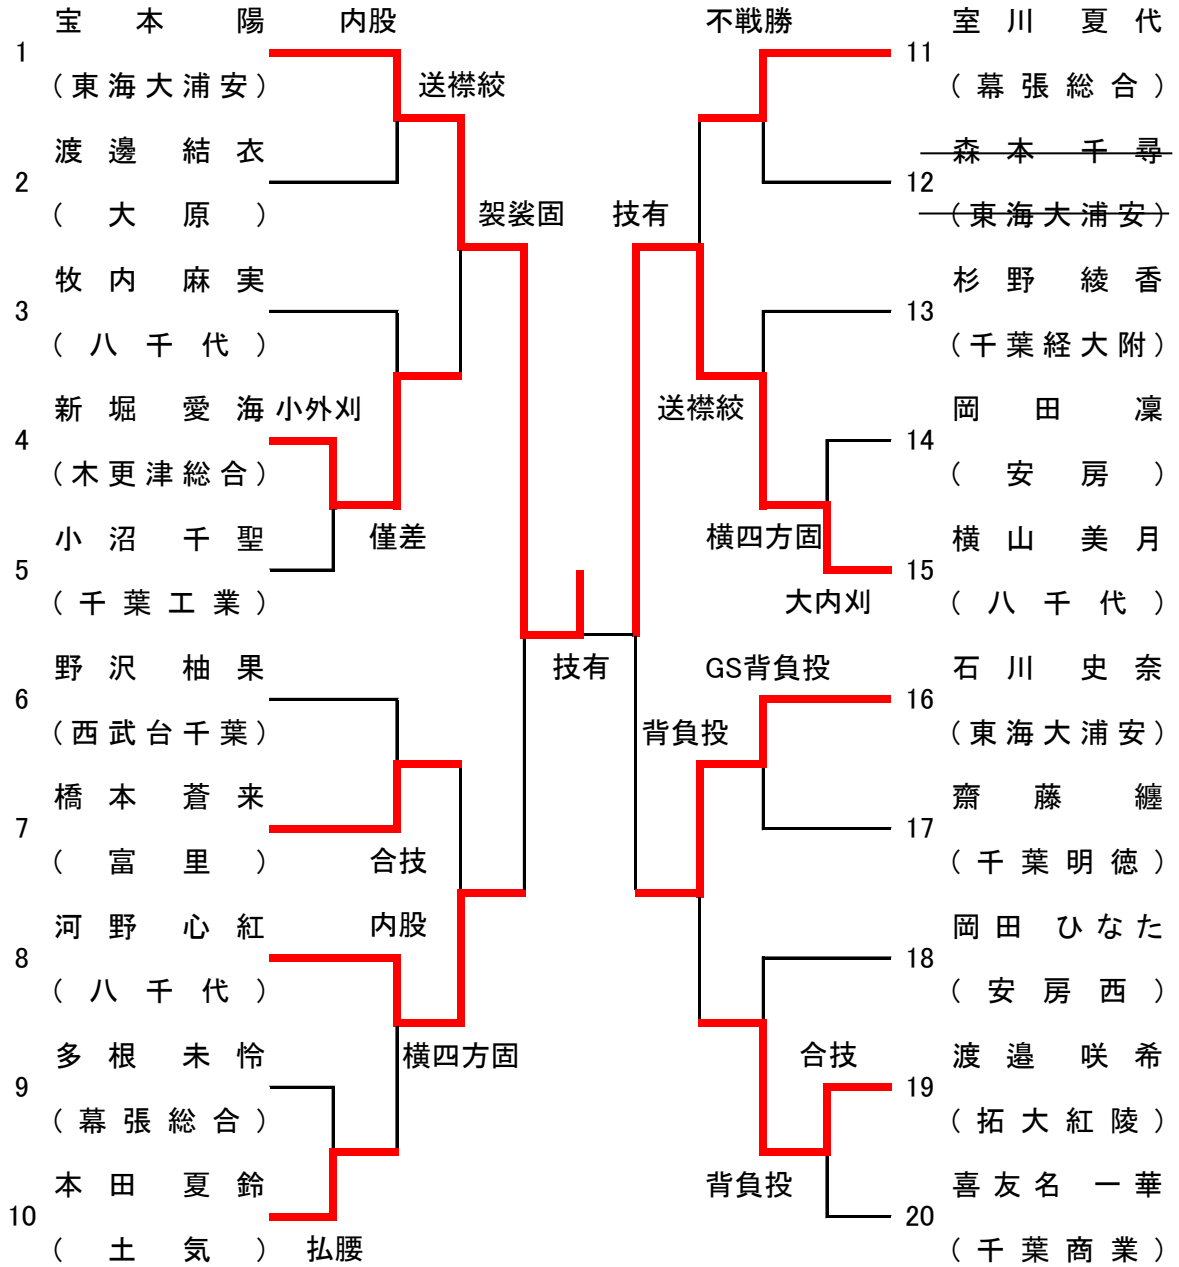 宝本陽 内股
1
(東海大浦安) 送襟絞
渡邊結衣
2
(大原) 袈裟固
牧内麻実
3
(八千代)
新堀愛海 小外刈
4
(木更津総合)
小沼千聖 僅差
5
(千葉工業)
野沢柚果 技有
6
(西武台千葉)
橋本蒼来
7
(富里) 合技
河野心紅 内股
8
(八千代)
多根未怜 横四方固
9
(幕張総合)
本田夏鈴
10
(土気) 払腰
不戦勝 室川夏代
11
(幕張総合)
森本千尋
12
技有 (東海大浦安)
杉野綾香
13
(千葉経大附)
送襟絞 岡田凜
14
(安房)
横四方固 横山美月
15
大内刈 (八千代)
GS背負投 石川史奈
16
背負投 (東海大浦安)
齋藤纏
17
(千葉明徳)
岡田ひなた
18
(安房西)
合技 渡邉咲希
19
(拓大紅陵)
背負投 喜友名一華
20
(千葉商業)